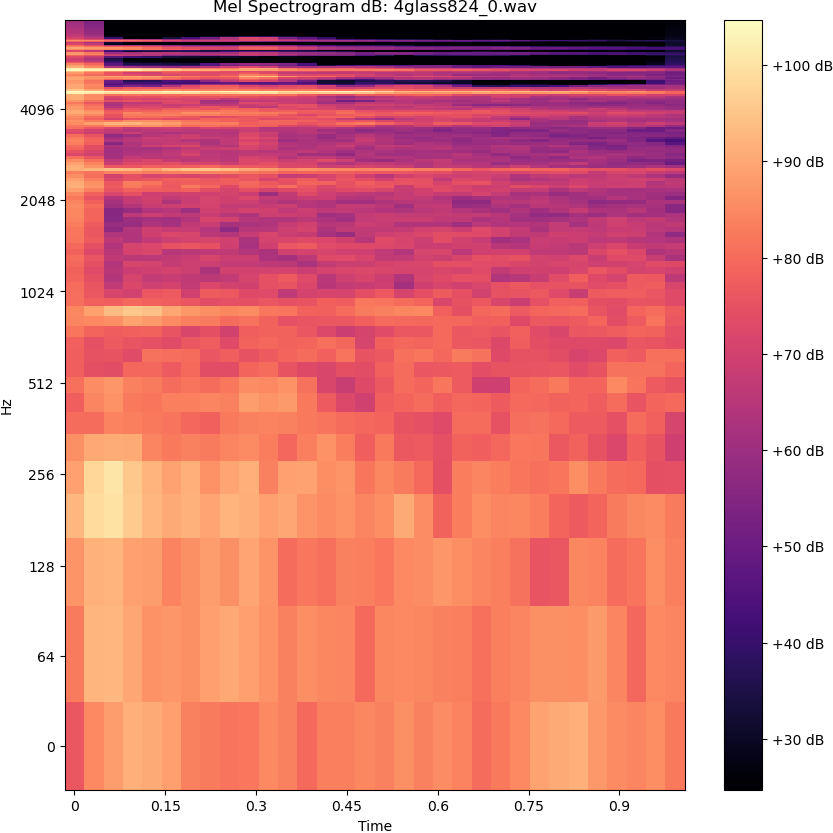 Mel Spectrogram dB: 4glass824_0.wav
4096
2048
1024
512
256
128
64
0
Hz
0
0.15
0.3
0.45
0.6
0.75
0.9
Time
+100 dB
+90 dB
+80 dB
+70 dB
+60 dB
+50 dB
+40 dB
+30 dB